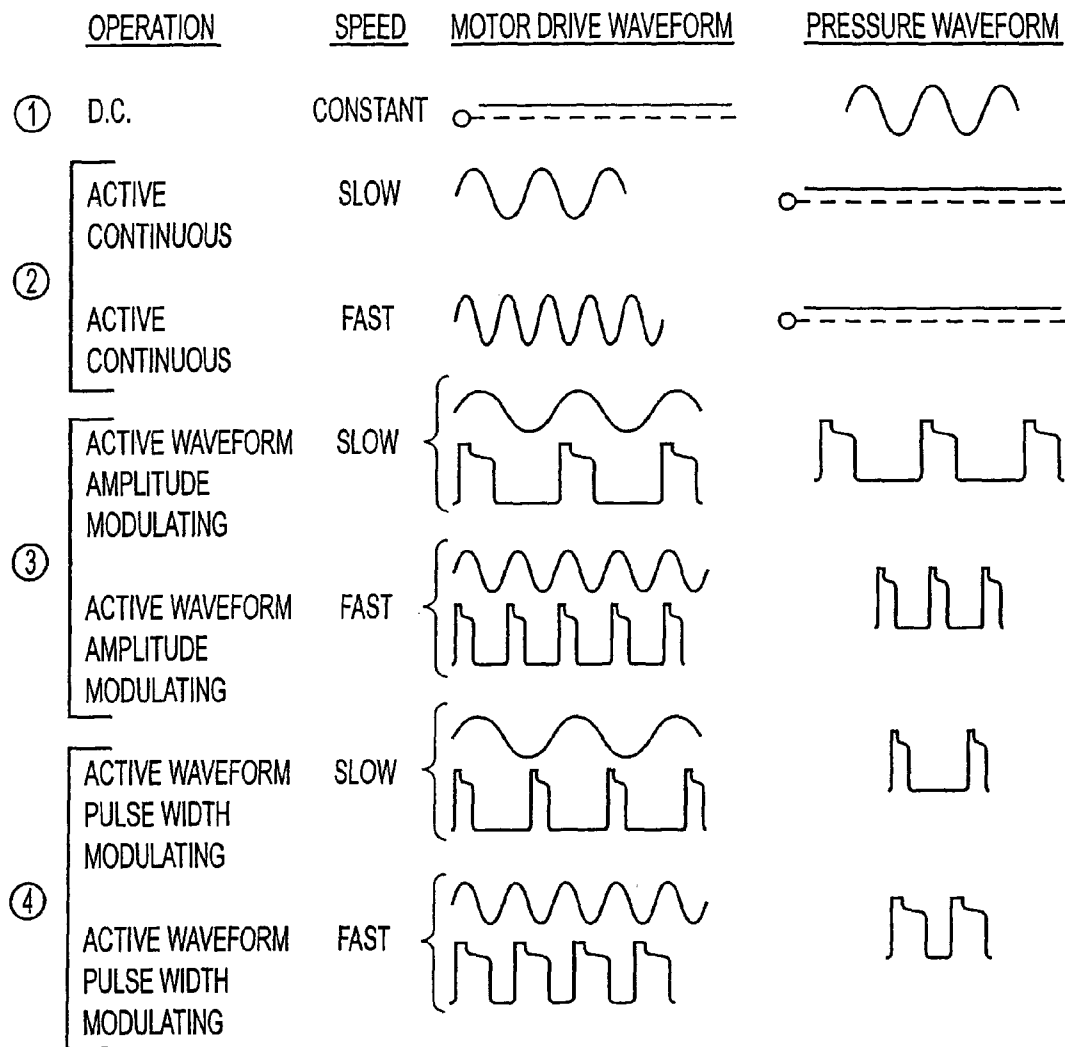 OPERATION SPEED MOTOR DRIVE WAVEFORM PRESSURE WAVEFORM
1 D.C. CONSTANT
2
ACTIVE SLOW
CONTINUOUS
ACTIVE FAST
CONTINUOUS
3
ACTIVE WAVEFORM SLOW
AMPLITUDE
MODULATING
ACTIVE WAVEFORM FAST
AMPLITUDE
MODULATING
4
ACTIVE WAVEFORM SLOW
PULSE WIDTH
MODULATING
ACTIVE WAVEFORM FAST
PULSE WIDTH
MODULATING